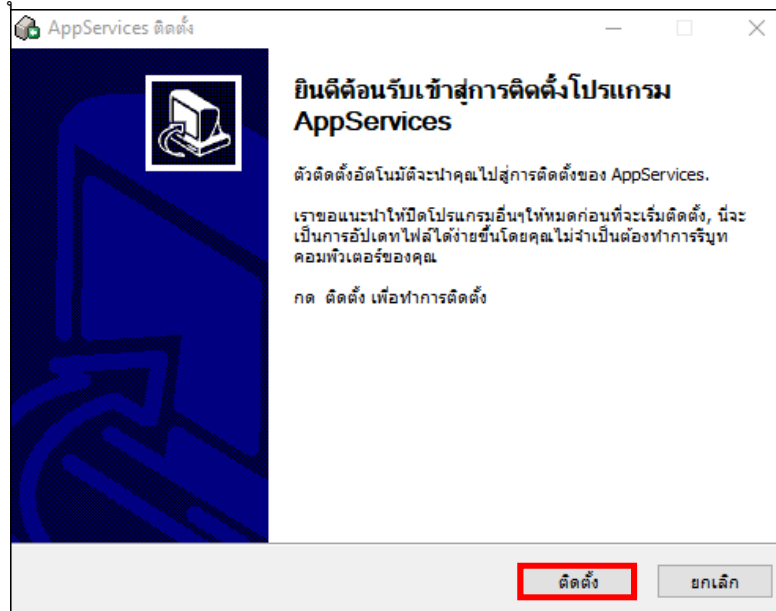 AppServices ติดตั้ง
ยินดีต้อนรับเข้าสู่การติดตั้งโปรแกรม
AppServices
ตัวติดตั้งอัตโนมัติจะนำคุณไปสู่การติดตั้งของ AppServices.
เราขอแนะนำให้ปิดโปรแกรมอื่นๆให้หมดก่อนที่จะเริ่มติดตั้ง, นี่จะ
เป็นการอัปเดทไฟล์ได้ง่ายขึ้นโดยคุณไม่จำเป็นต้องทำการรีบูท
คอมพิวเตอร์ของคุณ
กด ติดตั้ง เพื่อทำการติดตั้ง
ติดตั้ง
ยกเลิก